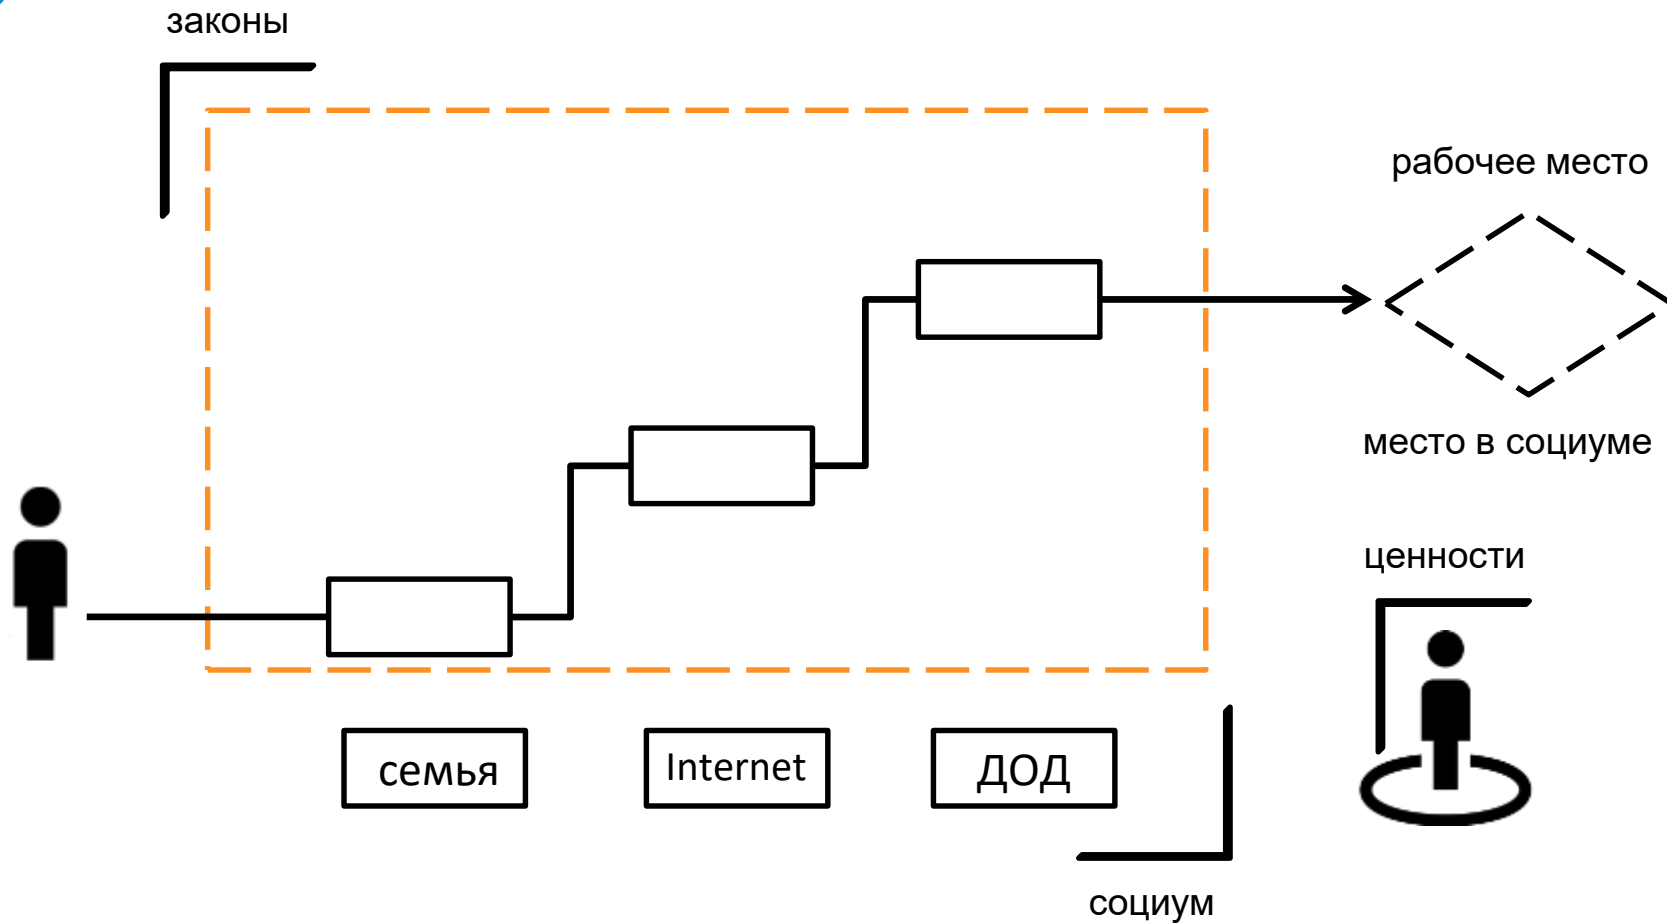 законы
рабочее место
место в социуме
ценности
семья
Internet
ДОД
социум